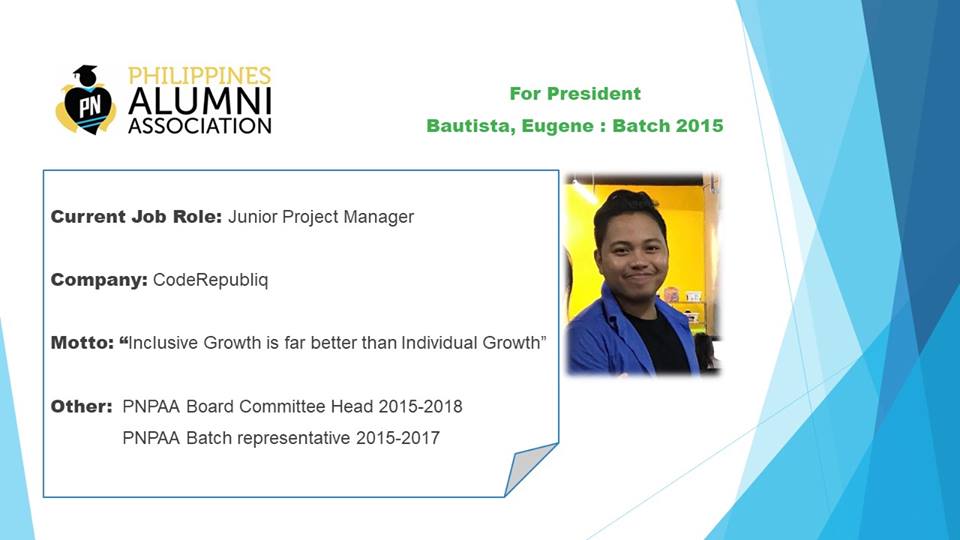 PN
PHILIPPINES
ALUMNI
ASSOCIATION
For President
Bautista, Eugene : Batch 2015
Current Job Role: Junior Project Manager
Company: CodeRepubliq
Motto: “Inclusive Growth is far better than Individual Growth”
Other: PNPAA Board Committee Head 2015-2018
PNPAA Batch representative 2015-2017